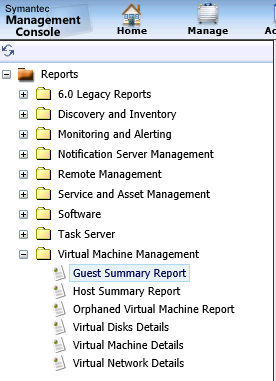 Symantec
Management
Console
Home
Manage
Reports
6.0 Legacy Reports
Discovery and Inventory
Monitoring and Alerting
Notification Server Management
Remote Management
Service and Asset Management
Software
Task Server
Virtual Machine Management
Guest Summary Report
Host Summary Report
Orphaned Virtual Machine Report
Virtual Disks Details
Virtual Machine Details
Virtual Network Details